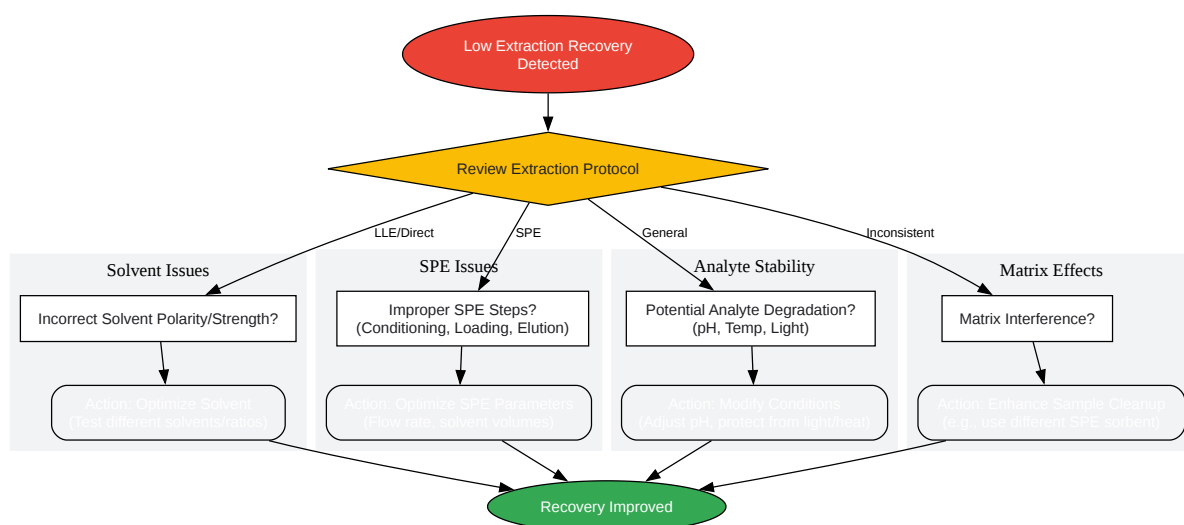 Low Extraction Recovery
Detected
Review Extraction Protocol
LLE/Direct
SPE
General
Inconsistent
Solvent Issues
SPE Issues
Analyte Stability
Matrix Effects
Incorrect Solvent Polarity/Strength?
Improper SPE Steps?
(Conditioning, Loading, Elution)
Potential Analyte Degradation?
(pH, Temp, Light)
Matrix Interference?
Action: Optimize Solvent
(Test different solvents/ratios)
Action: Optimize SPE Parameters
(Flow rate, solvent volumes)
Action: Modify Conditions
(Adjust pH, protect from light/heat)
Action: Enhance Sample Cleanup
(e.g., use different SPE sorbent)
Recovery Improved